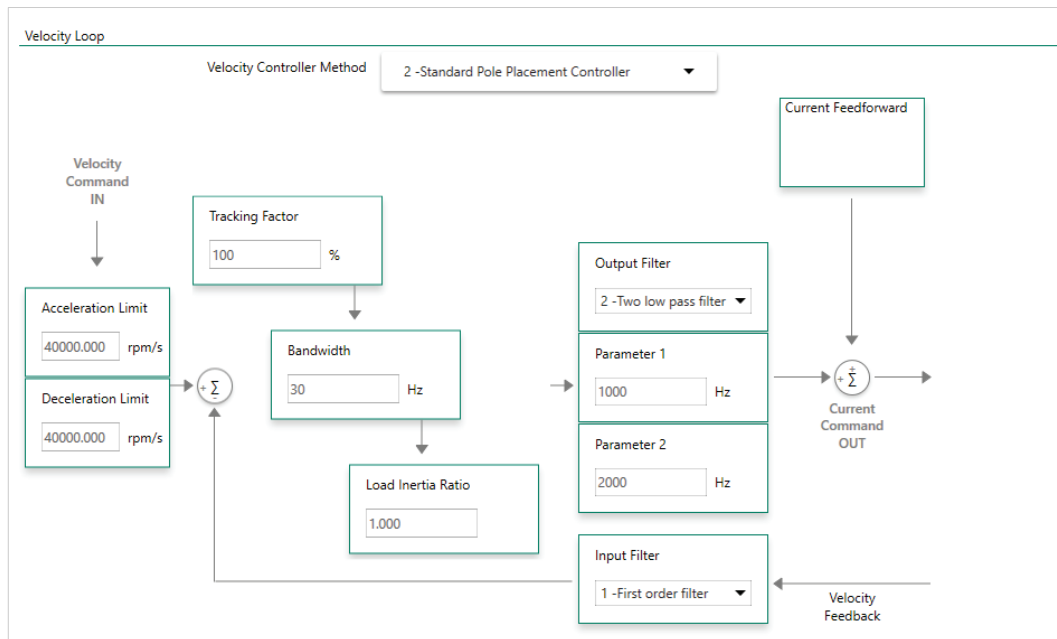 Velocity Loop
Velocity Controller Method
2 -Standard Pole Placement Controller
Current Feedforward
Velocity
Command
IN
Tracking Factor
100 %
Acceleration Limit
40000.000 rpm/s
Deceleration Limit
40000.000 rpm/s
+ Σ
-
Bandwidth
30 Hz
Load Inertia Ratio
1.000
Output Filter
2 -Two low pass filter
Parameter 1
1000 Hz
Parameter 2
2000 Hz
+
+ Σ
Current
Command
OUT
Input Filter
1 -First order filter
Velocity
Feedback